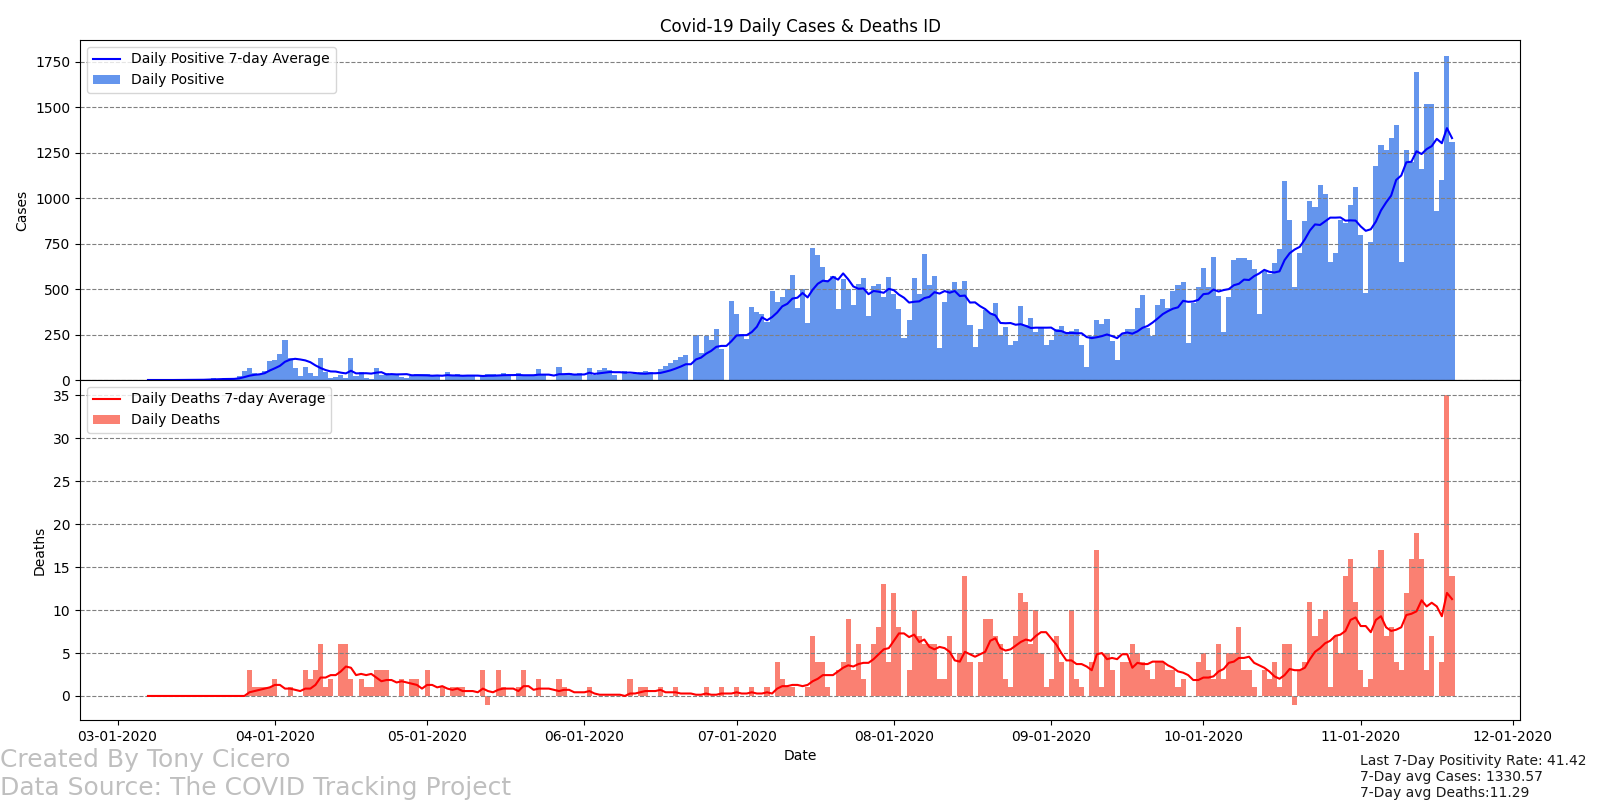 Covid-19 Daily Cases & Deaths ID
Daily Positive 7-day Average
Daily Positive
1750
1500
1250
1000
750
500
250
0
Cases
Daily Deaths 7-day Average
Daily Deaths
35
30
25
20
15
10
5
0
Deaths
03-01-2020 04-01-2020 05-01-2020 06-01-2020 07-01-2020 08-01-2020 09-01-2020 10-01-2020 11-01-2020 12-01-2020
Date
Created By Tony Cicero
Data Source: The COVID Tracking Project
Last 7-Day Positivity Rate: 41.42
7-Day avg Cases: 1330.57
7-Day avg Deaths:11.29